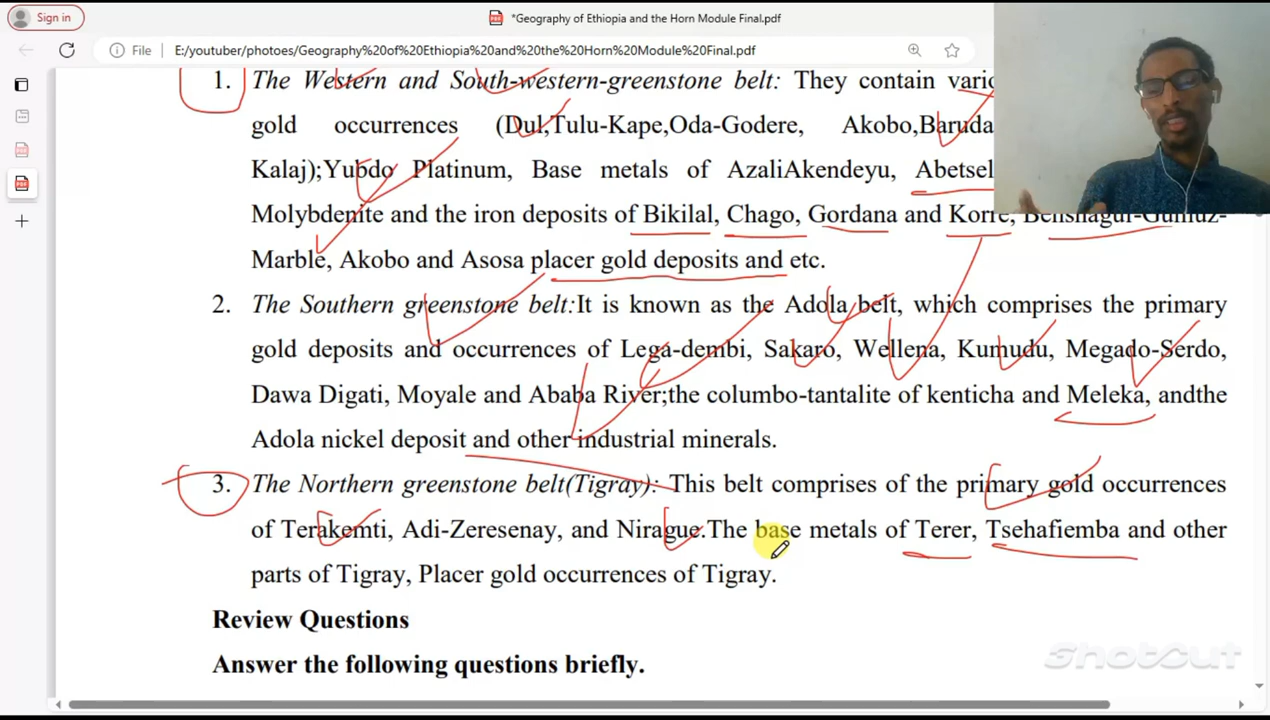 Sign in
*Geography of Ethiopia and the Horn Module Final.pdf
File
E:/youtuber/photoes/Geography%20of%20Ethiopia%20and%20the%20Horn%20Module%20Final.pdf
1. The Western and South-western-greenstone belt: They contain vario
gold occurrences (Dul,Tulu-Kape,Oda-Godere, Akobo,Baruda
Kalaj);Yubdo Platinum, Base metals of AzaliAkendeyu, Abetsel
Molybdenite and the iron deposits of Bikilal, Chago, Gordana and Korre, Benshagul-Gumuz-
Marble, Akobo and Asosa placer gold deposits and etc.
2. The Southern greenstone belt:It is known as the Adola belt, which comprises the primary
gold deposits and occurrences of Lega-dembi, Sakaro, Wellena, Kumudu, Megado-Serdo,
Dawa Digati, Moyale and Ababa River;the columbo-tantalite of kenticha and Meleka, andthe
Adola nickel deposit and other industrial minerals.
3. The Northern greenstone belt(Tigray): This belt comprises of the primary gold occurrences
of Terakemti, Adi-Zeresenay, and Nirague.The base metals of Terer, Tsehafiemba and other
parts of Tigray, Placer gold occurrences of Tigray.
Review Questions
Answer the following questions briefly.
Shotcut